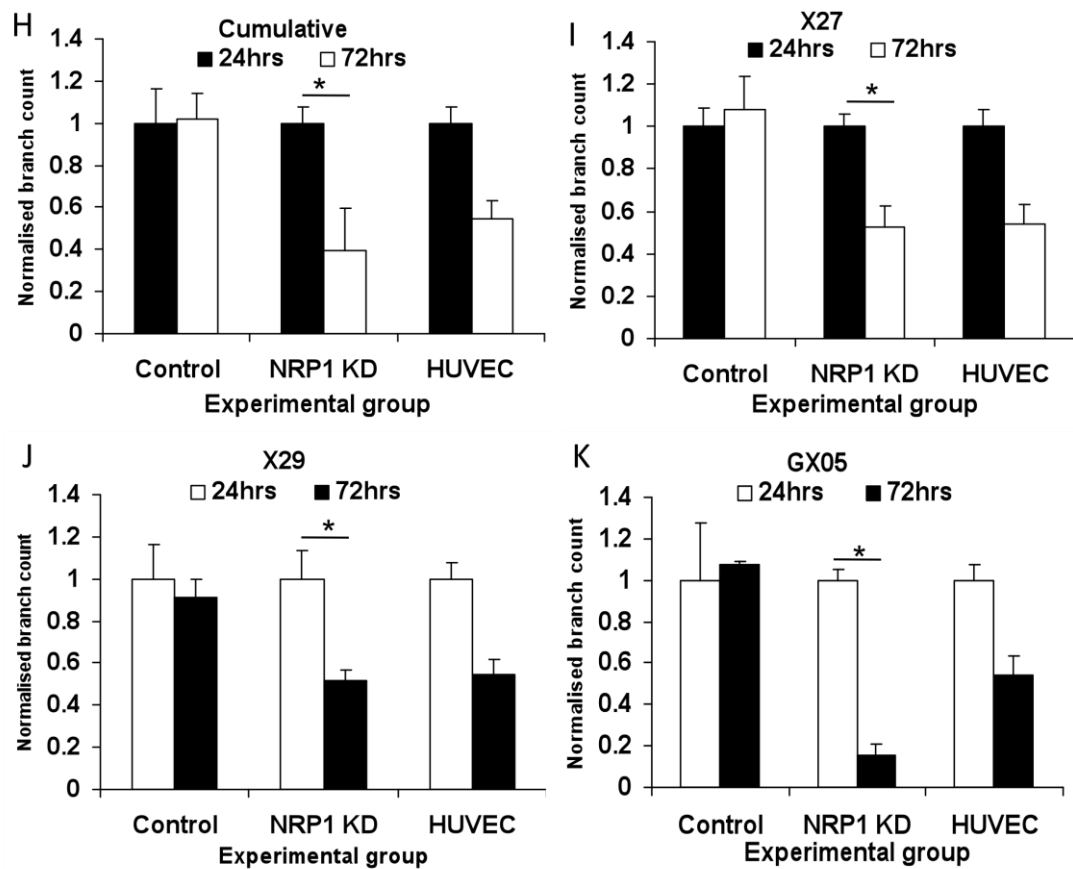 H
Cumulative
24hrs 72hrs
*
Normalised branch count
1.4
1.2
1
0.8
0.6
0.4
0.2
0
Control NRP1 KD HUVEC
Experimental group
I
X27
24hrs 72hrs
*
Normalised branch count
1.4
1.2
1
0.8
0.6
0.4
0.2
0
Control NRP1 KD HUVEC
Experimental group
J
X29
24hrs 72hrs
*
Normalised branch count
1.4
1.2
1
0.8
0.6
0.4
0.2
0
Control NRP1 KD HUVEC
Experimental group
K
GX05
24hrs 72hrs
*
Normalised branch count
1.4
1.2
1
0.8
0.6
0.4
0.2
0
Control NRP1 KD HUVEC
Experimental group